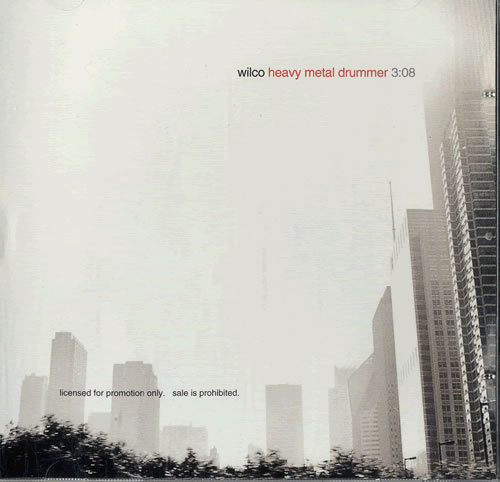 wilco heavy metal drummer 3:08
licensed for promotion only. sale is prohibited.